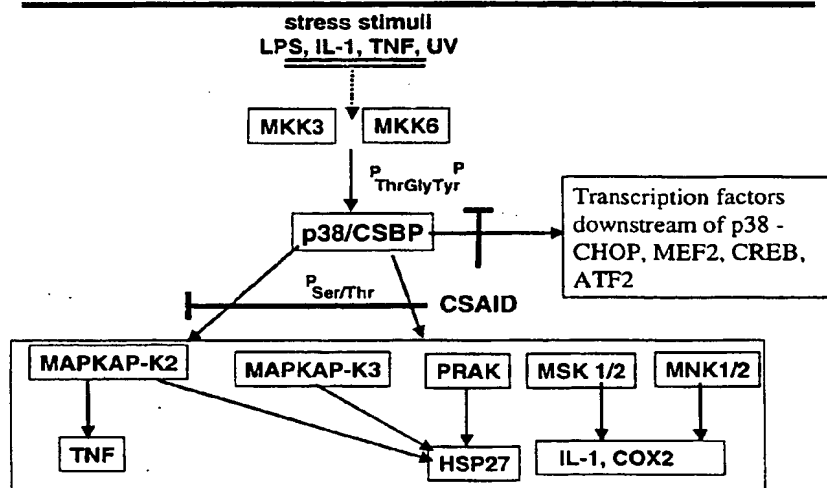 stress stimuli
LPS, IL-1, TNF, UV
MKK3 MKK6
P ThrGlyTyr P
p38/CSBP
Transcription factors
downstream of p38 -
CHOP, MEF2, CREB,
ATF2
P Ser/Thr
CSAID
MAPKAP-K2 MAPKAP-K3 PRAK MSK 1/2 MNK1/2
TNF HSP27 IL-1, COX2